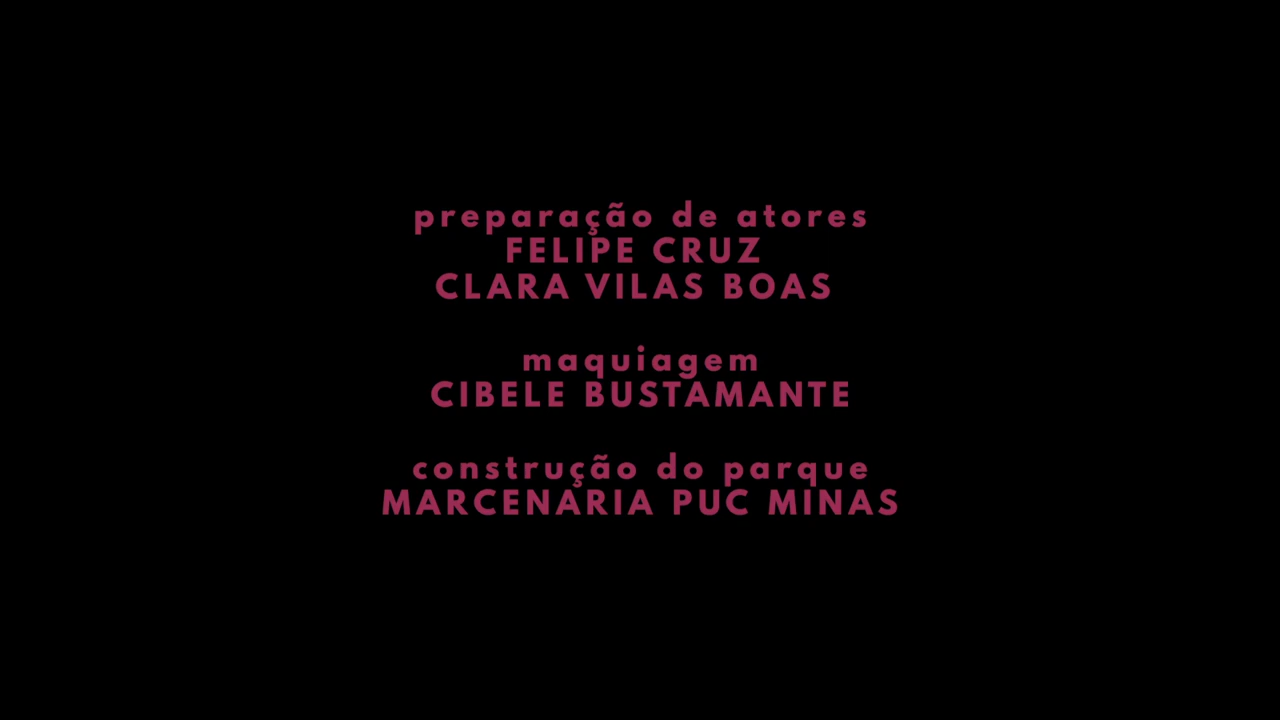 preparação de atores
FELIPE CRUZ
CLARA VILAS BOAS
maquiagem
CIBELE BUSTAMANTE
construção do parque
MARCENARIA PUC MINAS